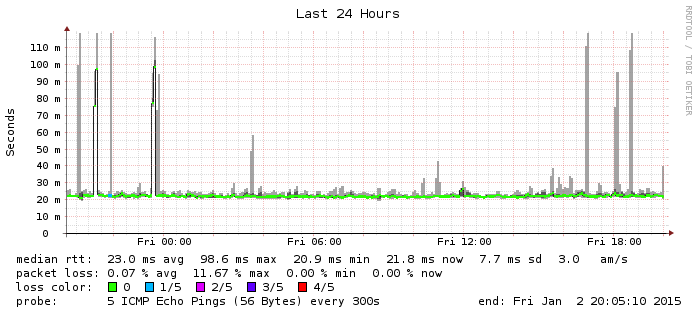 Last 24 Hours
RRDTOOL / TOBI OETIKER
Seconds
110 m
100 m
90 m
80 m
70 m
60 m
50 m
40 m
30 m
20 m
10 m
0
Fri 00:00 Fri 06:00 Fri 12:00 Fri 18:00
median rtt: 23.0 ms avg 98.6 ms max 20.9 ms min 21.8 ms now 7.7 ms sd 3.0 am/s
packet loss: 0.07 % avg 11.67 % max 0.00 % min 0.00 % now
loss color: 0 1/5 2/5 3/5 4/5
probe: 5 ICMP Echo Pings (56 Bytes) every 300s end: Fri Jan 2 20:05:10 2015